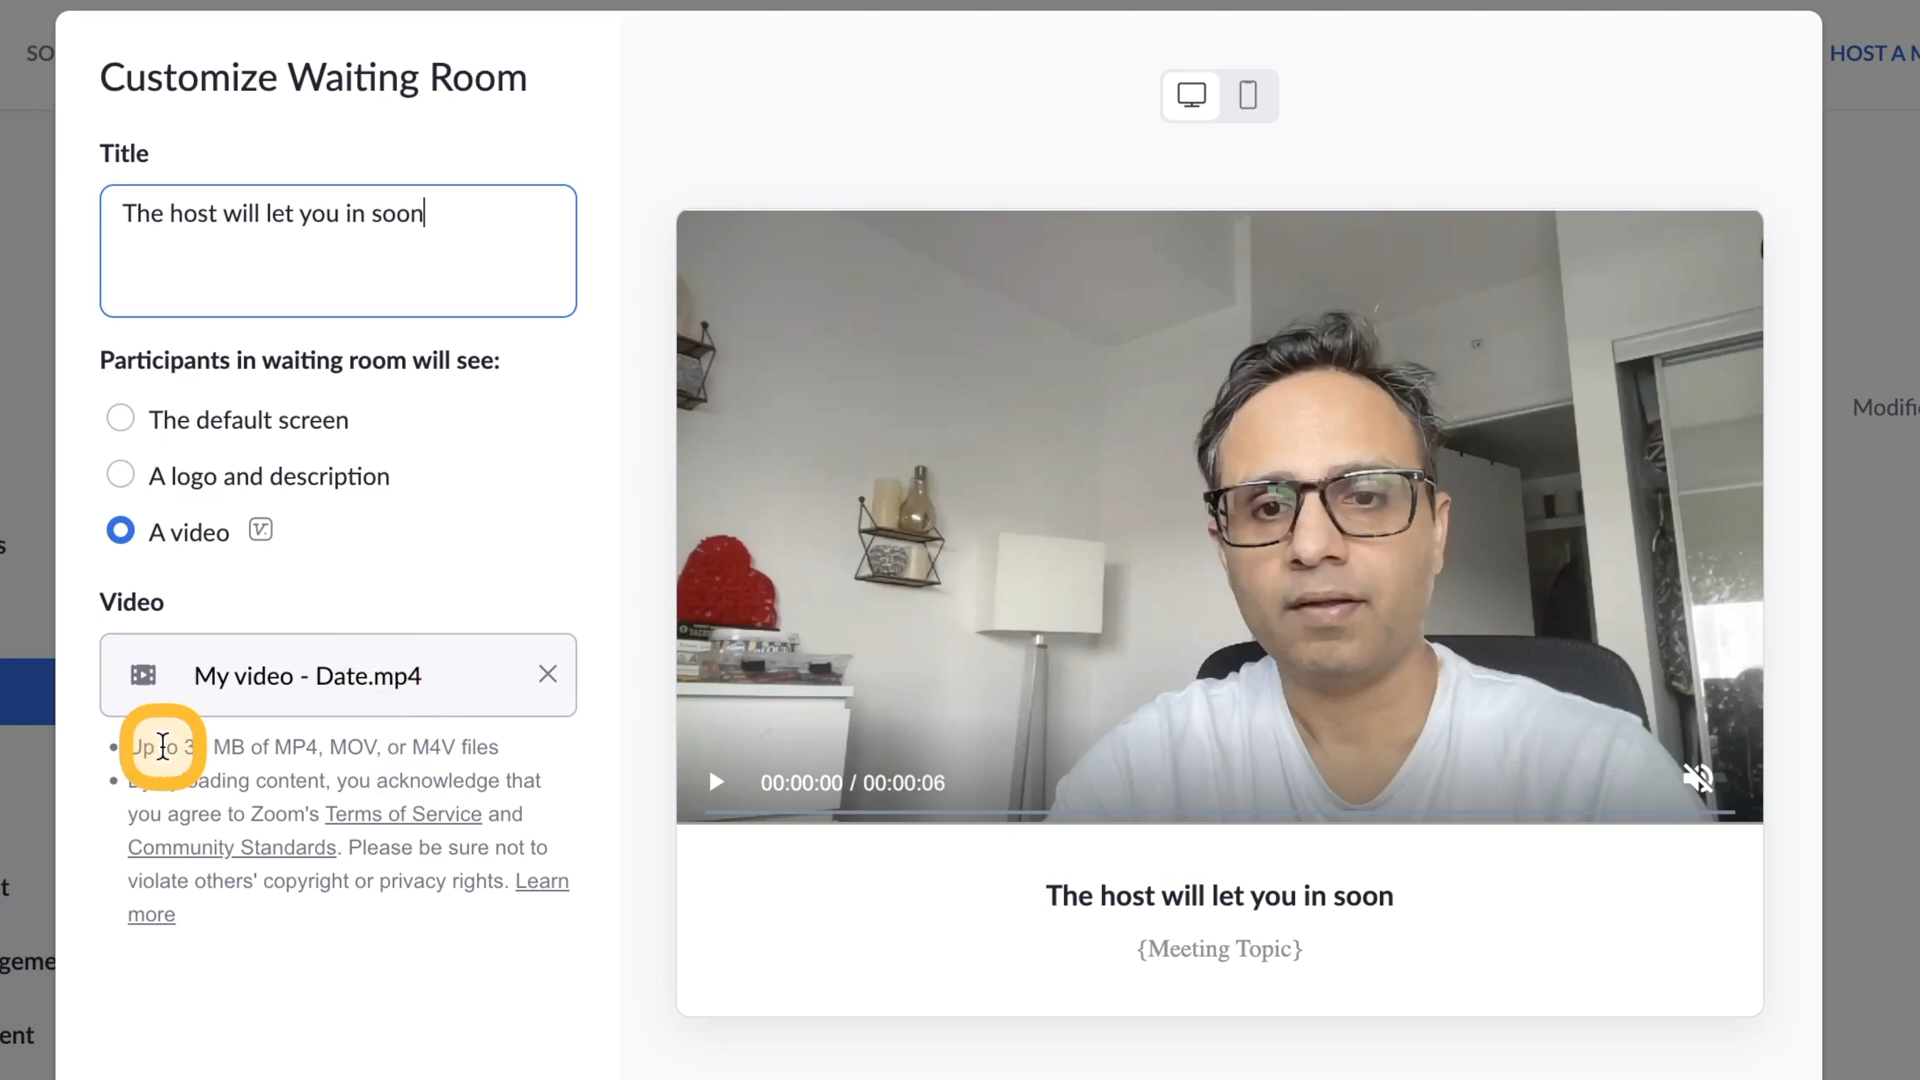 SO
HOST A M
Customize Waiting Room
Title
The host will let you in soon
Participants in waiting room will see:
The default screen
A logo and description
A video
Video
My video - Date.mp4
Up to MB of MP4, MOV, or M4V files
content, you acknowledge that
you agree to Zoom's Terms of Service and
Community Standards. Please be sure not to
violate others' copyright or privacy rights. Learn
more
00:00:00 / 00:00:06
The host will let you in soon
{Meeting Topic}
Modifi
s
t
geme
ent